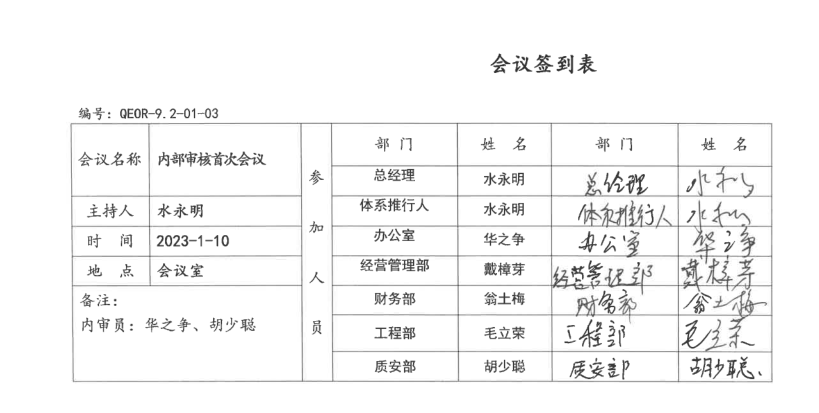 会议签到表
编号: QEOR-9.2-01-03
会议名称 内部审核首次会议 参加人员 部门 姓名 部门 姓名
总经理 水永明 总经理 水
主持人 水永明 体系推行人 水永明 体系推行人 水
时间 2023-1-10 办公室 华之争 办公室 华之争
地点 会议室 经营管理部 戴樟芽 经营管理部 戴樟芽
备注: 财务部 翁土梅 财务部 翁土梅
内审员: 华之争、胡少聪 工程部 毛立荣 工程部 毛立荣
质安部 胡少聪 质安部 胡少聪.